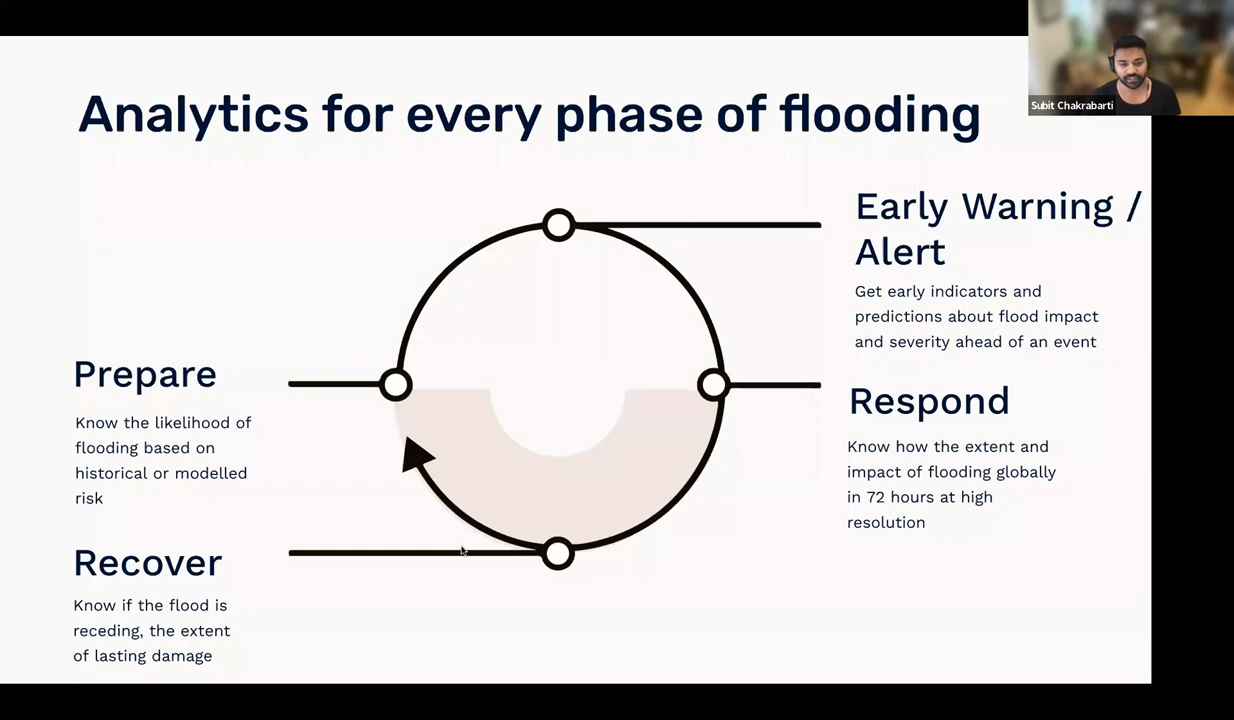 Analytics for every phase of flooding
Subit Chakrabarti
Early Warning /
Alert
Get early indicators and
predictions about flood impact
and severity ahead of an event
Prepare
Know the likelihood of
flooding based on
historical or modelled
risk
Respond
Know how the extent and
impact of flooding globally
in 72 hours at high
resolution
Recover
Know if the flood is
receding, the extent
of lasting damage